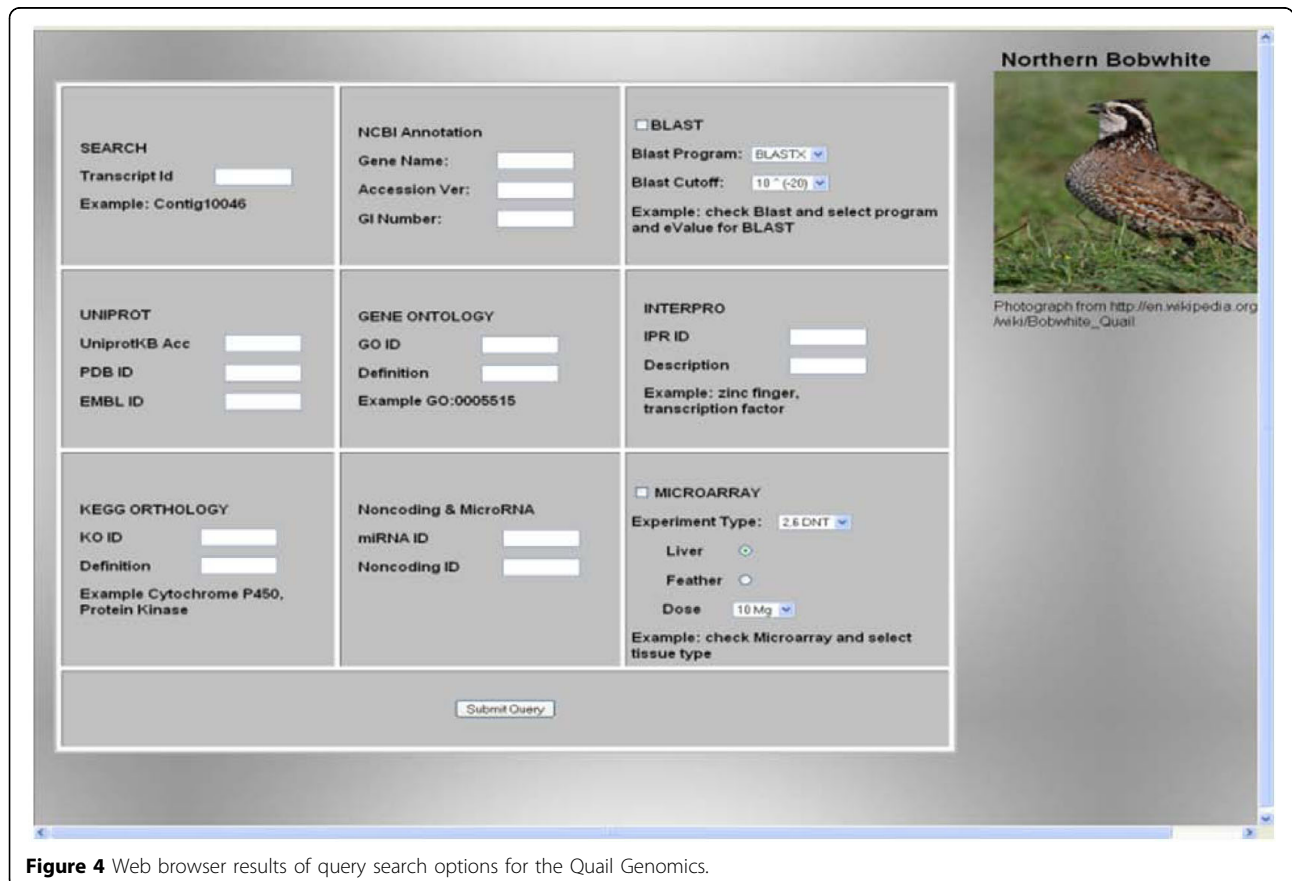 Northern Bobwhite
SEARCH
Transcript Id
Example: Contig10046
NCBI Annotation
Gene Name:
Accession Ver:
GI Number:
BLAST
Blast Program: BLASTX
Blast Cutoff: 10 ^ (-20)
Example: check Blast and select program
and eValue for BLAST
Photograph from http://en.wikipedia.org
/wiki/Bobwhite_Quail
UNIPROT
UniprotKB Acc
PDB ID
EMBL ID
GENE ONTOLOGY
GO ID
Definition
Example GO:0005515
INTERPRO
IPR ID
Description
Example: zinc finger,
transcription factor
KEGG ORTHOLOGY
KO ID
Definition
Example Cytochrome P450,
Protein Kinase
Noncoding & MicroRNA
miRNA ID
Noncoding ID
MICROARRAY
Experiment Type: 2,6 DNT
Liver
Feather
Dose 10 Mg
Example: check Microarray and select
tissue type
Submit Query
Figure 4 Web browser results of query search options for the Quail Genomics.